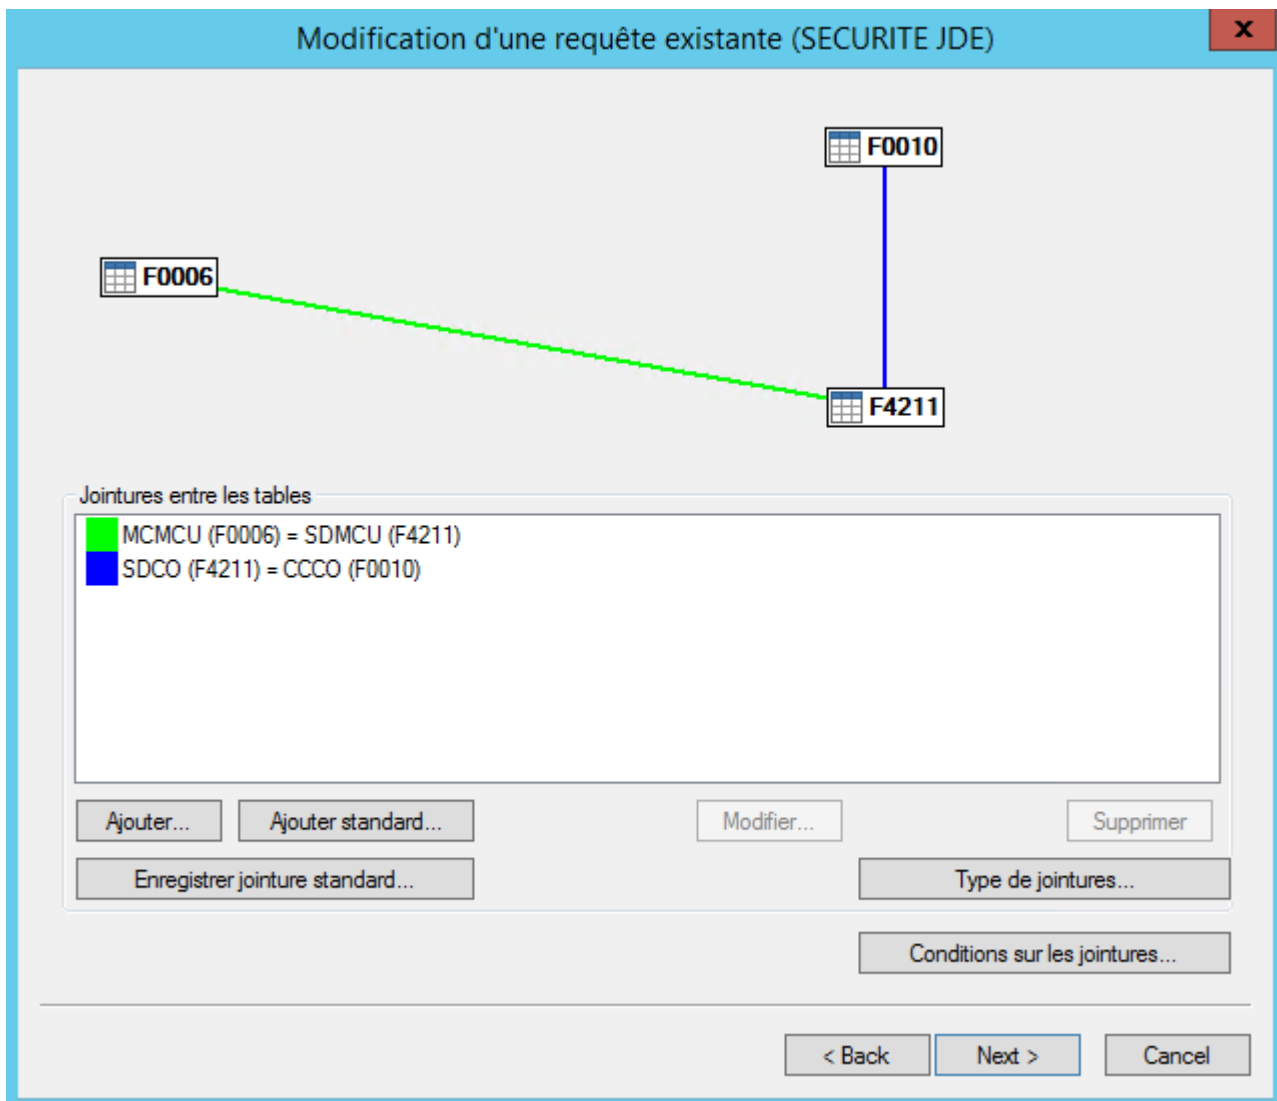 Modification d'une requête existante (SECURITE JDE)
x
F0010
F0006
F4211
Jointures entre les tables
MCMCU (F0006) = SDMCU (F4211)
SDCO (F4211) = CCCO (F0010)
Ajouter...
Ajouter standard...
Modifier...
Supprimer
Enregistrer jointure standard...
Type de jointures...
Conditions sur les jointures...
< Back
Next >
Cancel